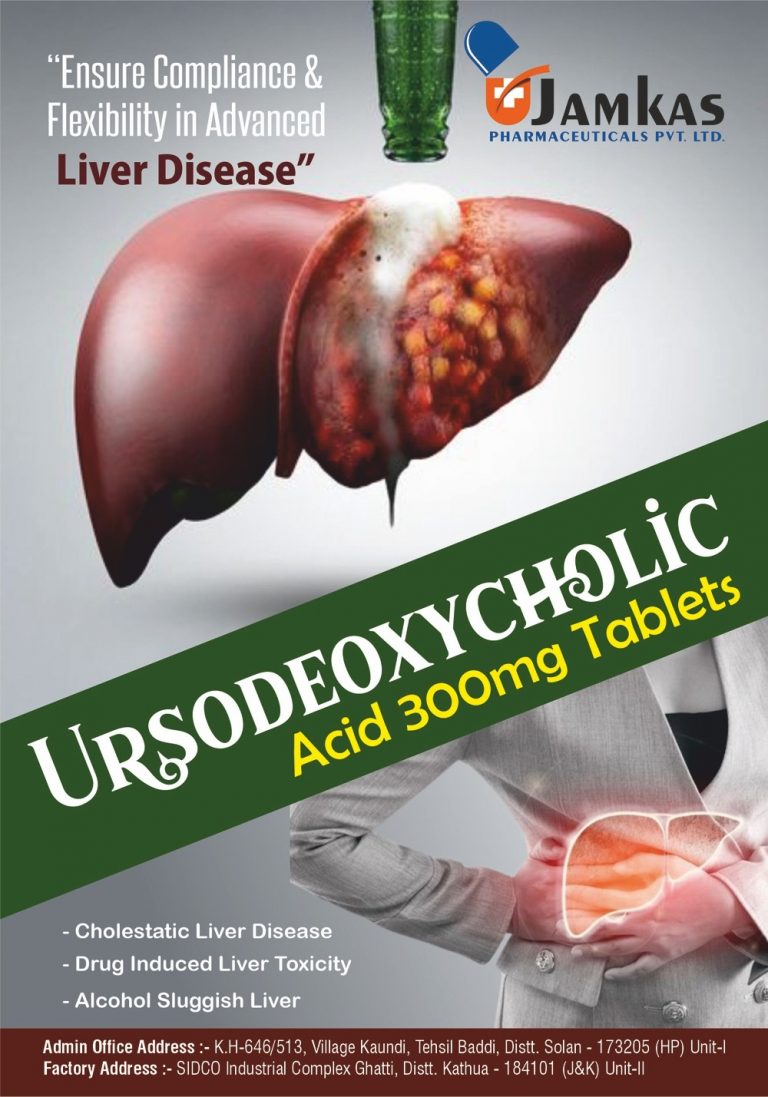 “Ensure Compliance &
Flexibility in Advanced
Liver Disease”
JAMKAS
PHARMACEUTICALS PVT. LTD.
URSODEOXYCHOLiC
Acid 300mg Tablets
- Cholestatic Liver Disease
- Drug Induced Liver Toxicity
- Alcohol Sluggish Liver
Admin Office Address :- K.H-646/513, Village Kaundi, Tehsil Baddi, Distt. Solan - 173205 (HP) Unit-I
Factory Address :- SIDCO Industrial Complex Ghatti, Distt. Kathua - 184101 (J&K) Unit-II